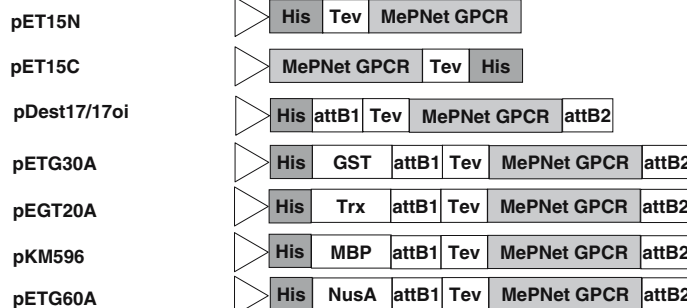 pET15N His Tev MePNet GPCR
pET15C MePNet GPCR Tev His
pDest17/17oi His attB1 Tev MePNet GPCR attB2
pETG30A His GST attB1 Tev MePNet GPCR attB2
pEGT20A His Trx attB1 Tev MePNet GPCR attB2
pKM596 His MBP attB1 Tev MePNet GPCR attB2
pETG60A His NusA attB1 Tev MePNet GPCR attB2